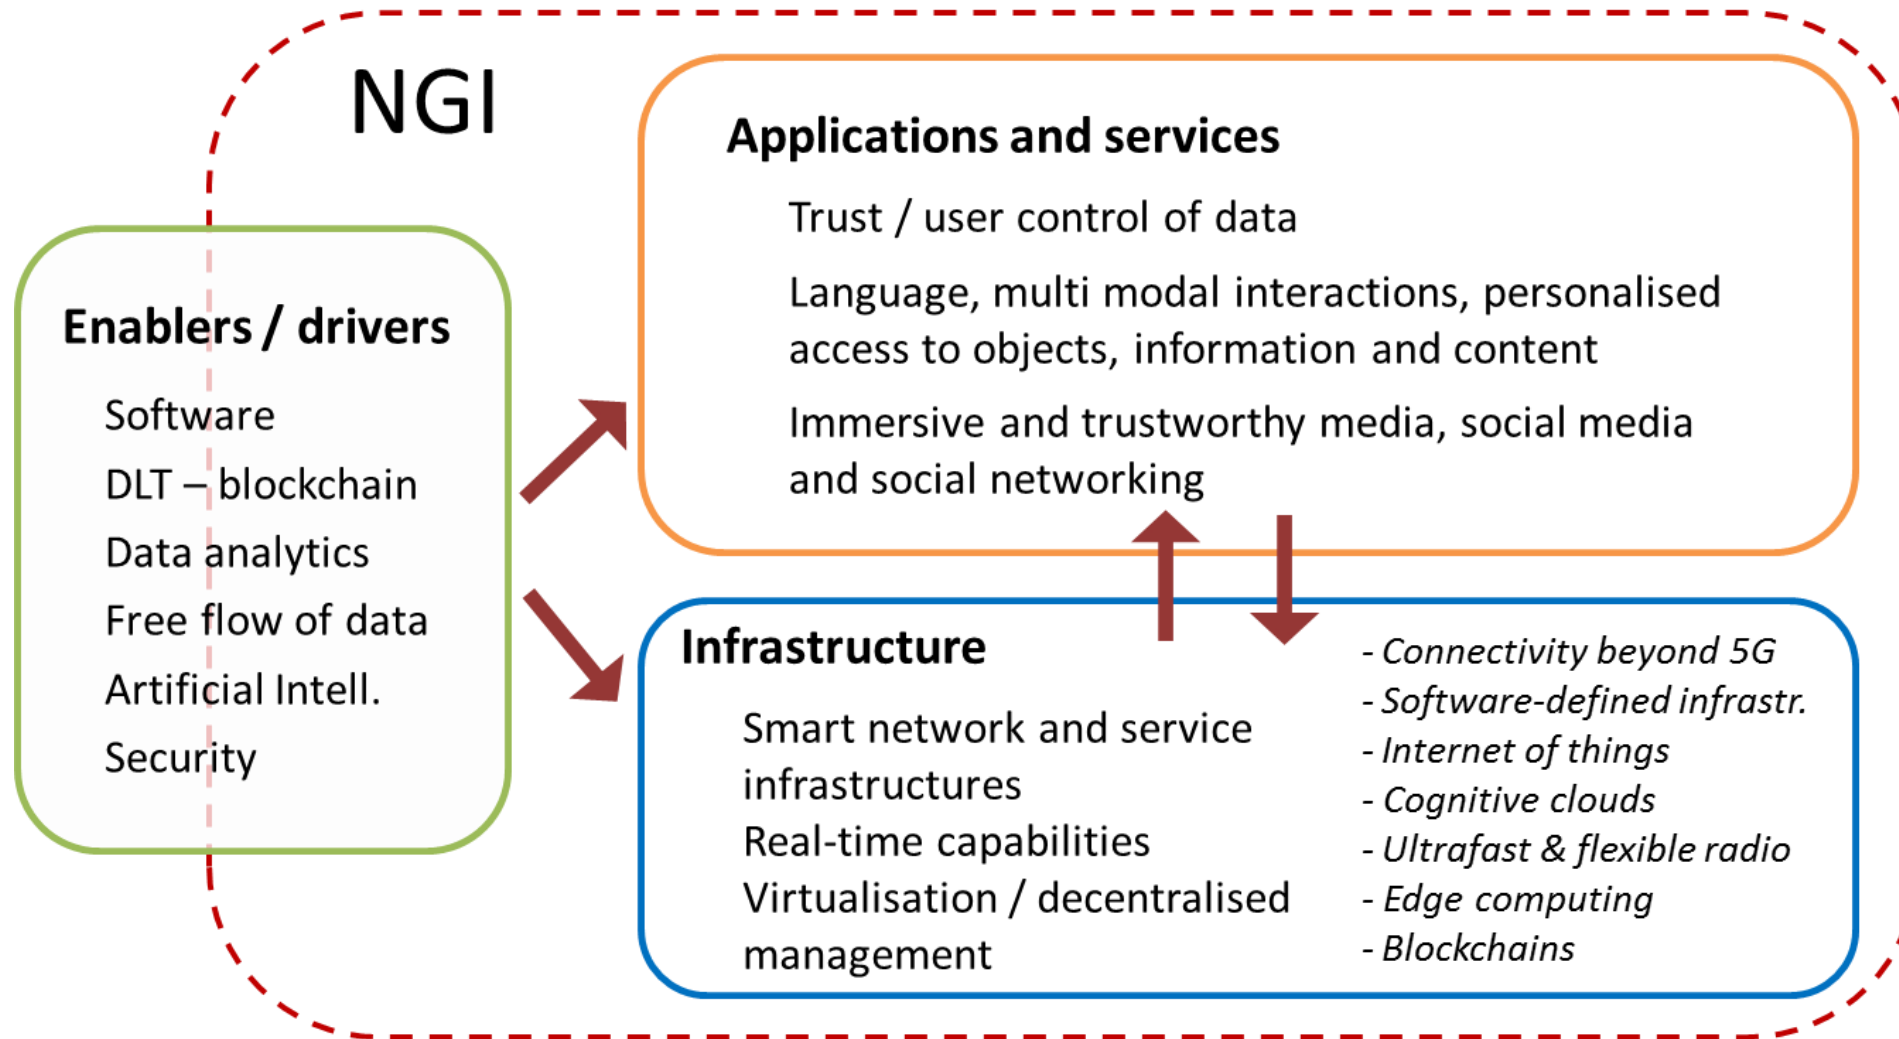 NGI
Enablers / drivers
Software
DLT – blockchain
Data analytics
Free flow of data
Artificial Intell.
Security
Applications and services
Trust / user control of data
Language, multi modal interactions, personalised
access to objects, information and content
Immersive and trustworthy media, social media
and social networking
Infrastructure
Smart network and service
infrastructures
Real-time capabilities
Virtualisation / decentralised
management
- Connectivity beyond 5G
- Software-defined infrastr.
- Internet of things
- Cognitive clouds
- Ultrafast & flexible radio
- Edge computing
- Blockchains